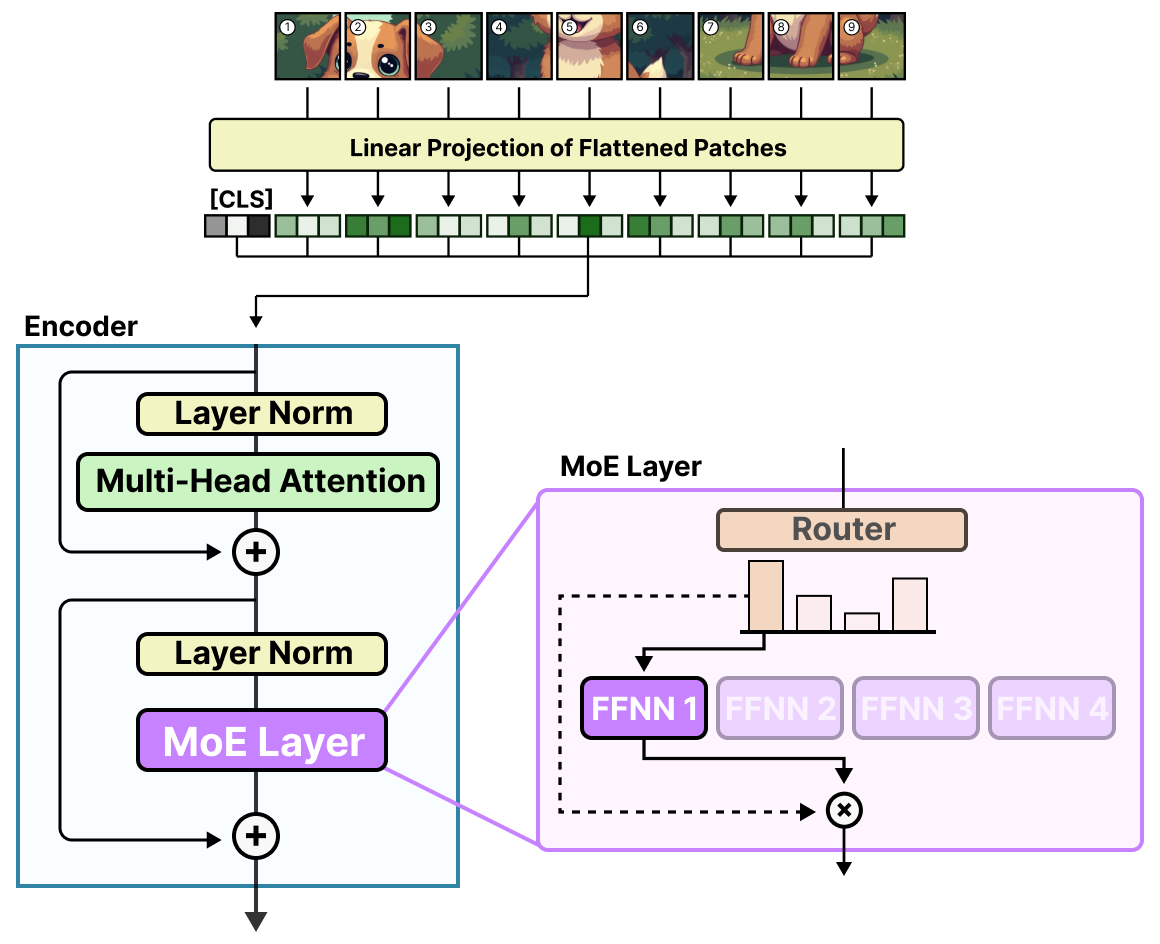 1 2 3 4 5 6 7 8 9
Linear Projection of Flattened Patches
[CLS]
Encoder
Layer Norm
Multi-Head Attention
Layer Norm
MoE Layer
MoE Layer
Router
FFNN 1 FFNN 2 FFNN 3 FFNN 4